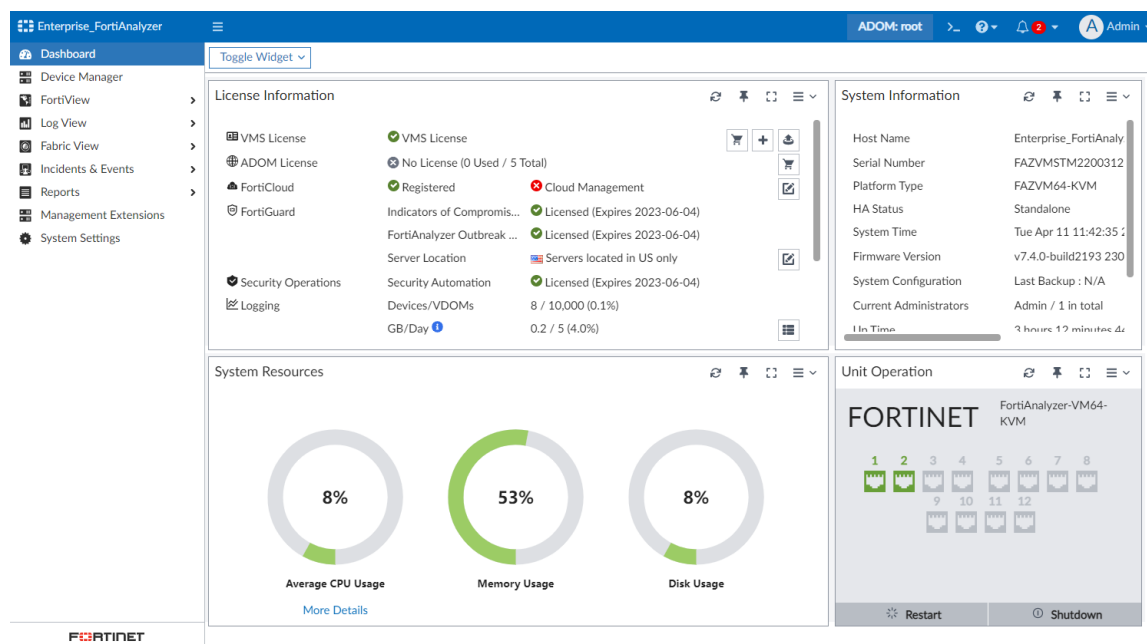 Enterprise_FortiAnalyzer
ADOM: root
>_
2
A Admin
Dashboard
Device Manager
FortiView
Log View
Fabric View
Incidents & Events
Reports
Management Extensions
System Settings
FORTINET
Toggle Widget
License Information
VMS License VMS License
ADOM License No License (0 Used / 5 Total)
FortiCloud Registered Cloud Management
FortiGuard Indicators of Compromis... Licensed (Expires 2023-06-04)
FortiAnalyzer Outbreak ... Licensed (Expires 2023-06-04)
Server Location Servers located in US only
Security Operations Security Automation Licensed (Expires 2023-06-04)
Logging Devices/VDOMs 8 / 10,000 (0.1%)
GB/Day 0.2 / 5 (4.0%)
System Information
Host Name Enterprise_FortiAnaly
Serial Number FAZVMSTM2200312
Platform Type FAZVM64-KVM
HA Status Standalone
System Time Tue Apr 11 11:42:35
Firmware Version v7.4.0-build2193 230
System Configuration Last Backup : N/A
Current Administrators Admin / 1 in total
Up Time 3 hours 12 minutes
System Resources
8%
53%
8%
Average CPU Usage
Memory Usage
Disk Usage
More Details
Unit Operation
FORTINET
FortiAnalyzer-VM64-
KVM
1 2 3 4 5 6 7 8
9 10 11 12
Restart
Shutdown